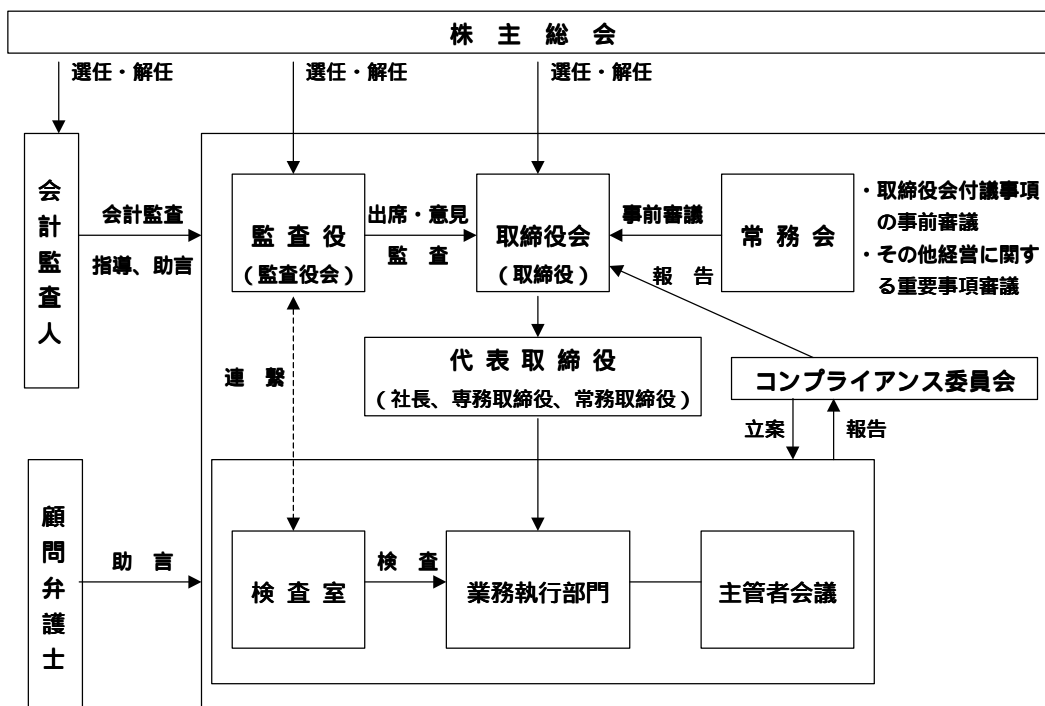 株主総会
選任・解任
選任・解任
選任・解任
会計監査人
会計監査
指導、助言
監査役
（監査役会）
出席・意見
監査
取締役会
（取締役）
事前審議
報告
常務会
・取締役会付議事項
の事前審議
・その他経営に関す
る重要事項審議
代表取締役
（社長、専務取締役、常務取締役）
連繋
コンプライアンス委員会
立案
報告
顧問弁護士
助言
検査室
検査
業務執行部門
主管者会議